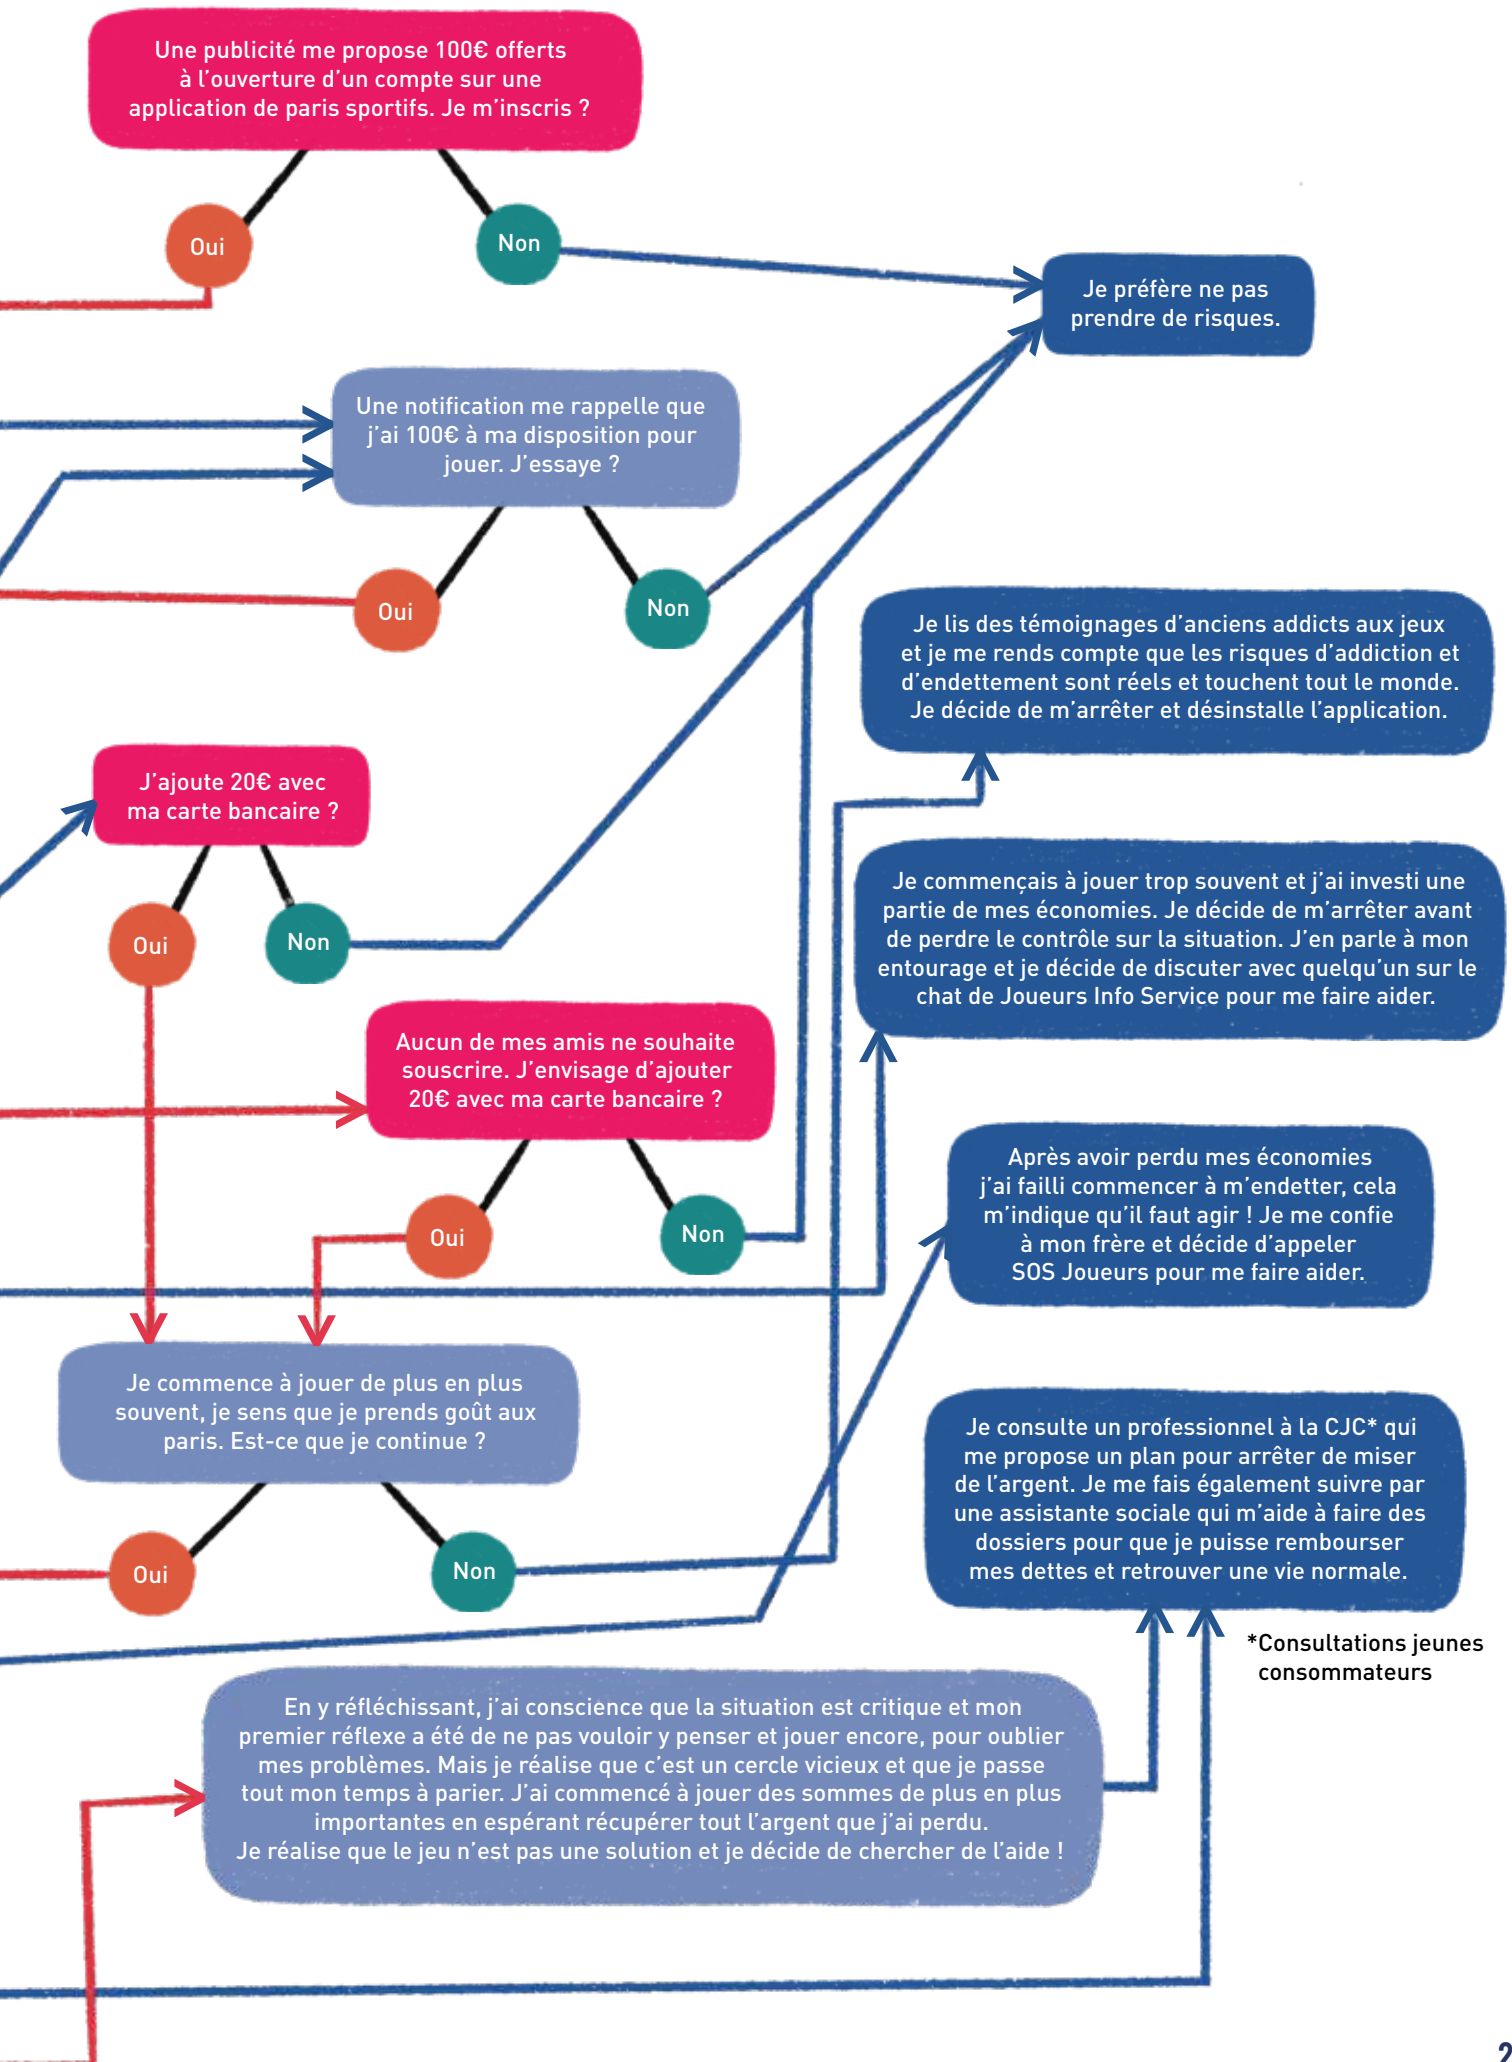 Une publicité me propose 100€ offerts
à l’ouverture d’un compte sur une
application de paris sportifs. Je m’inscris ?
Oui
Non
Je préfère ne pas
prendre de risques.
Une notification me rappelle que
j’ai 100€ à ma disposition pour
jouer. J’essaye ?
Oui
Non
Je lis des témoignages d’anciens addicts aux jeux
et je me rends compte que les risques d’addiction et
d’endettement sont réels et touchent tout le monde.
Je décide de m’arrêter et désinstalle l’application.
J’ajoute 20€ avec
ma carte bancaire ?
Oui
Non
Je commençais à jouer trop souvent et j’ai investi une
partie de mes économies. Je décide de m’arrêter avant
de perdre le contrôle sur la situation. J’en parle à mon
entourage et je décide de discuter avec quelqu’un sur le
chat de Joueurs Info Service pour me faire aider.
Aucun de mes amis ne souhaite
souscrire. J’envisage d’ajouter
20€ avec ma carte bancaire ?
Oui
Non
Après avoir perdu mes économies
j’ai failli commencer à m’endetter, cela
m’indique qu’il faut agir ! Je me confie
à mon frère et décide d’appeler
SOS Joueurs pour me faire aider.
Je commence à jouer de plus en plus
souvent, je sens que je prends goût aux
paris. Est-ce que je continue ?
Oui
Non
Je consulte un professionnel à la CJC* qui
me propose un plan pour arrêter de miser
de l’argent. Je me fais également suivre par
une assistante sociale qui m’aide à faire des
dossiers pour que je puisse rembourser
mes dettes et retrouver une vie normale.
*Consultations jeunes
consommateurs
En y réfléchissant, j’ai conscience que la situation est critique et mon
premier réflexe a été de ne pas vouloir y penser et jouer encore, pour oublier
mes problèmes. Mais je réalise que c’est un cercle vicieux et que je passe
tout mon temps à parier. J’ai commencé à jouer des sommes de plus en plus
importantes en espérant récupérer tout l’argent que j’ai perdu.
Je réalise que le jeu n’est pas une solution et je décide de chercher de l’aide !
2